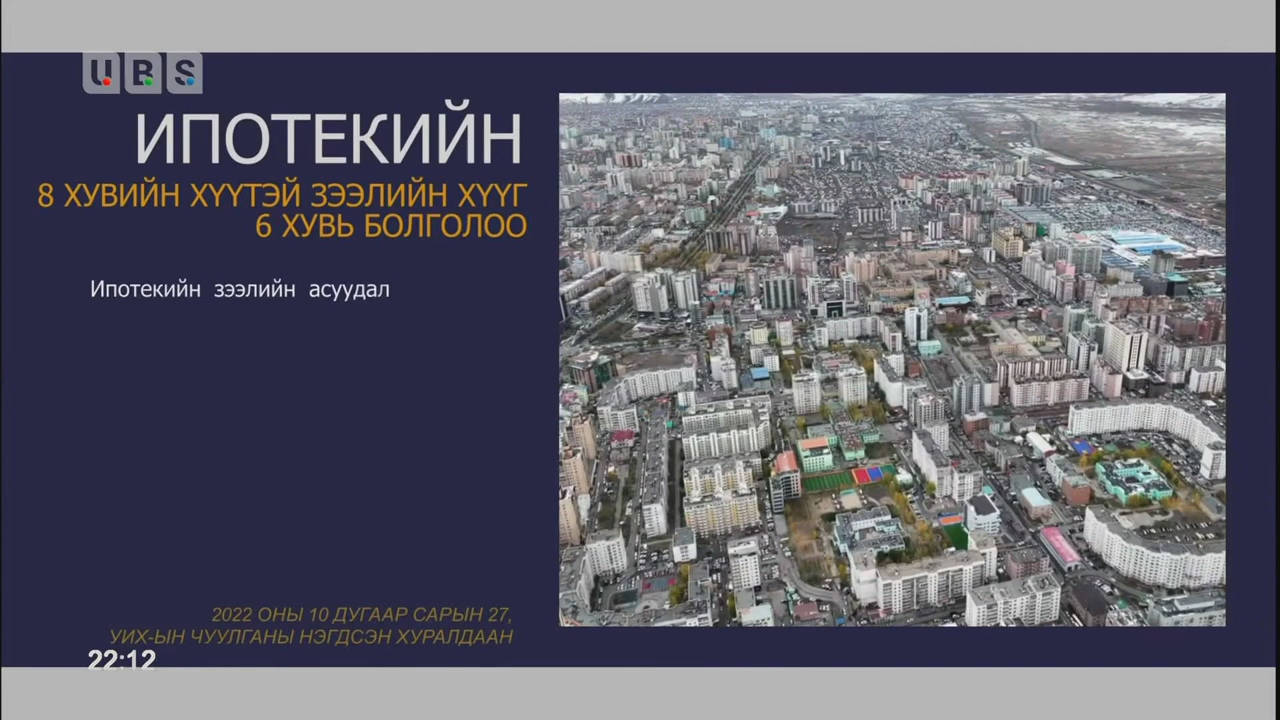 UBS
ИПОТЕКИЙН
8 ХУВИЙН ХҮҮТЭЙ ЗЭЭЛИЙН ХҮҮГ
6 ХУВЬ БОЛГОЛОО
Ипотекийн зээлийн асуудал
2022 ОНЫ 10 ДУГААР САРЫН 27,
УИХ-ЫН ЧУУЛГАНЫ НЭГДСЭН ХУРАЛДААН
22:12